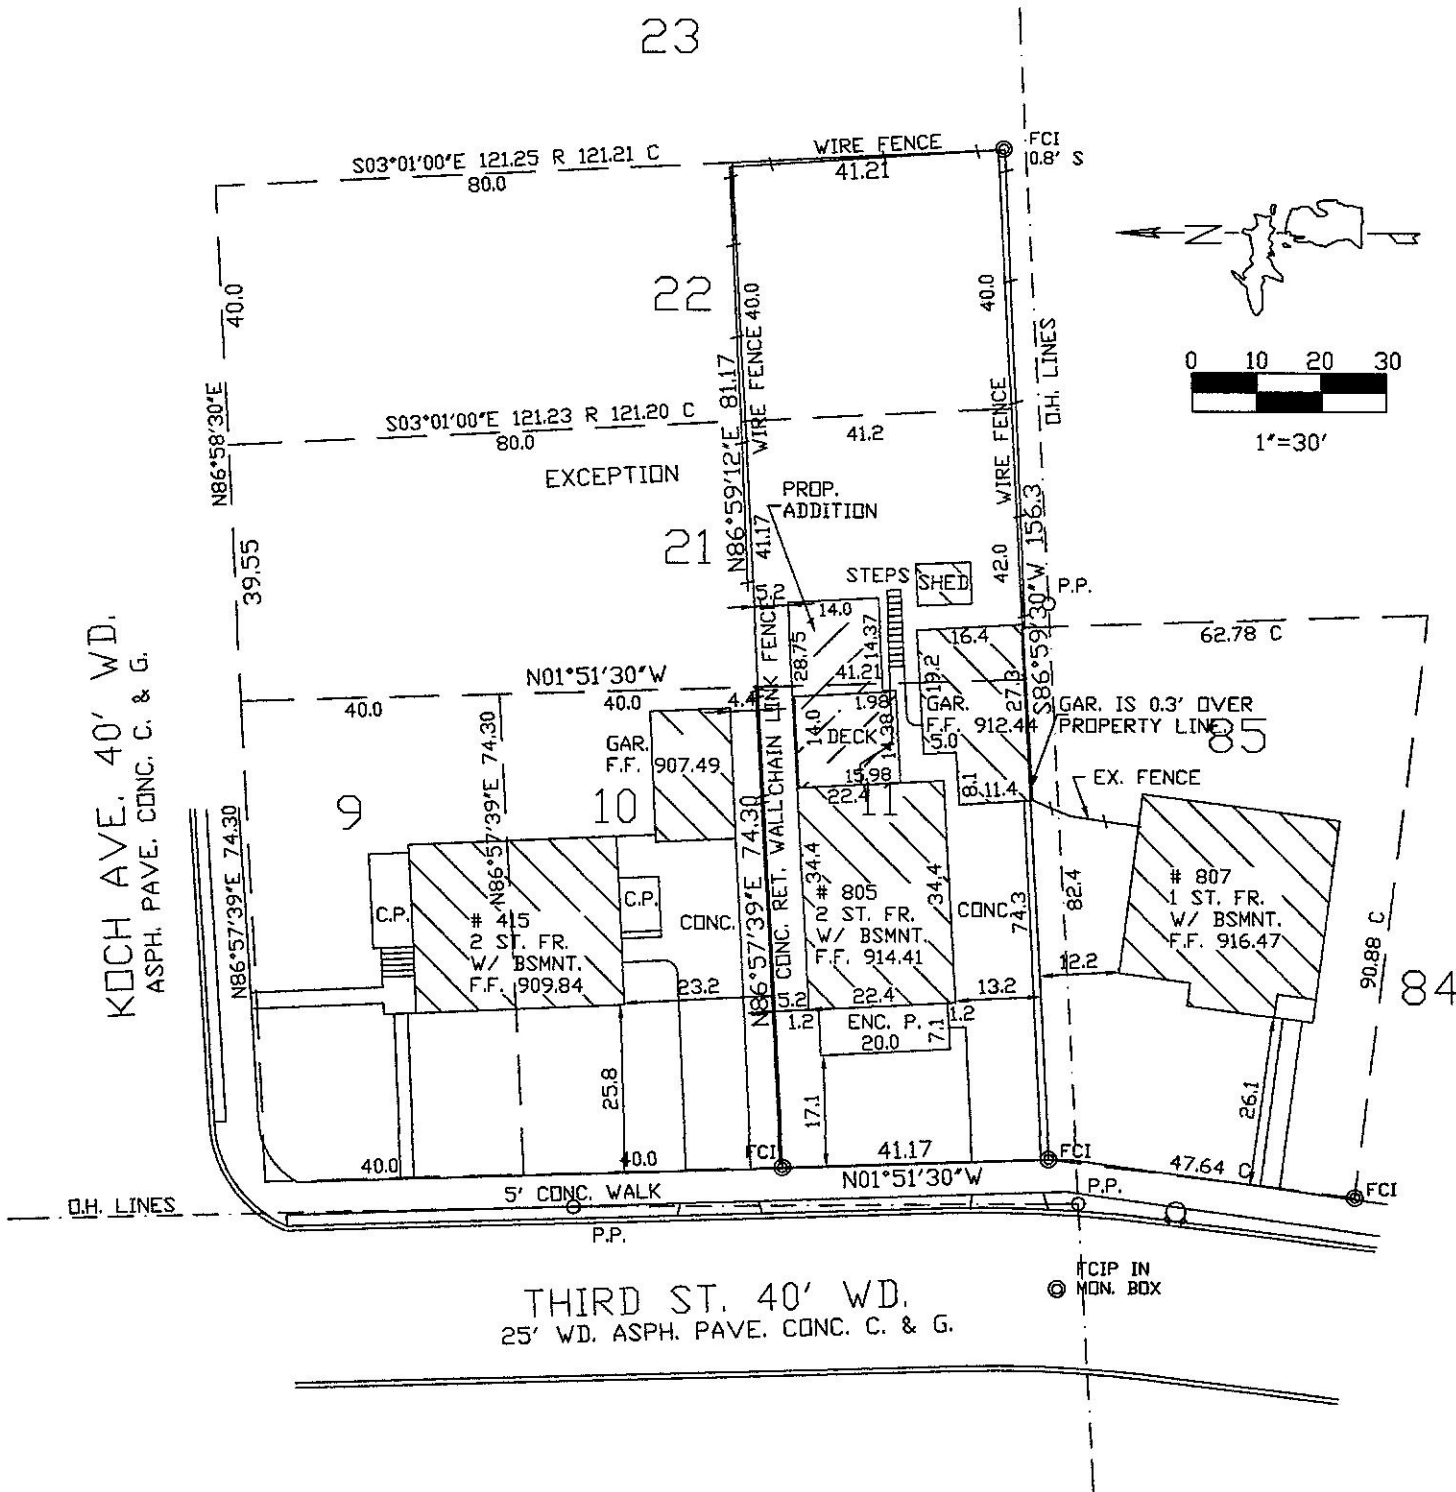 23
S03°01'00"E 121.25 R 121.21 C
80.0
WIRE FENCE
41.21
FCI
0.8' S
N
40.0
N86°58'30"E
22
WIRE FENCE 40.0
N86°59'12"E 81.17
40.0
WIRE FENCE
O.H. LINES
0 10 20 30
1"=30'
S03°01'00"E 121.23 R 121.20 C
80.0
41.2
EXCEPTION
PROP.
ADDITION
21
41.17
42.0
S86°59'30"W 156.3
39.55
STEPS
SHED
P.P.
5.2
14.0
14.37
28.75
16.4
19.2
27.3
62.78 C
N01°51'30"W
40.0
40.0
41.21
4.4
GAR.
F.F. 907.49
1.98
14.0
DECK
14.38
15.98
22.4
GAR.
F.F. 912.44
5.0
8.1
11.4
GAR. IS 0.3' OVER
PROPERTY LINE
85
EX. FENCE
KOCH AVE. 40' WD.
ASPH. PAVE. CONC. C. & G.
N86°57'39"E 74.30
9
10
11
N86°57'39"E 74.30
CHAIN LINK FENCE
CONC. RET. WALL
N86°57'39"E 74.30
C.P.
# 415
2 ST. FR.
W/ BSMNT.
F.F. 909.84
C.P.
CONC.
34.4
# 805
2 ST. FR.
W/ BSMNT.
F.F. 914.41
34.4
CONC.
74.3
82.4
# 807
1 ST. FR.
W/ BSMNT.
F.F. 916.47
90.88 C
84
23.2
5.2
22.4
13.2
12.2
1.2
ENC. P.
20.0
7.1
1.2
25.8
17.1
26.1
40.0
40.0
FCI
41.17
N01°51'30"W
FCI
47.64 C
FCI
O.H. LINES
5' CONC. WALK
P.P.
P.P.
FCIP IN
MON. BOX
THIRD ST. 40' WD.
25' WD. ASPH. PAVE. CONC. C. & G.